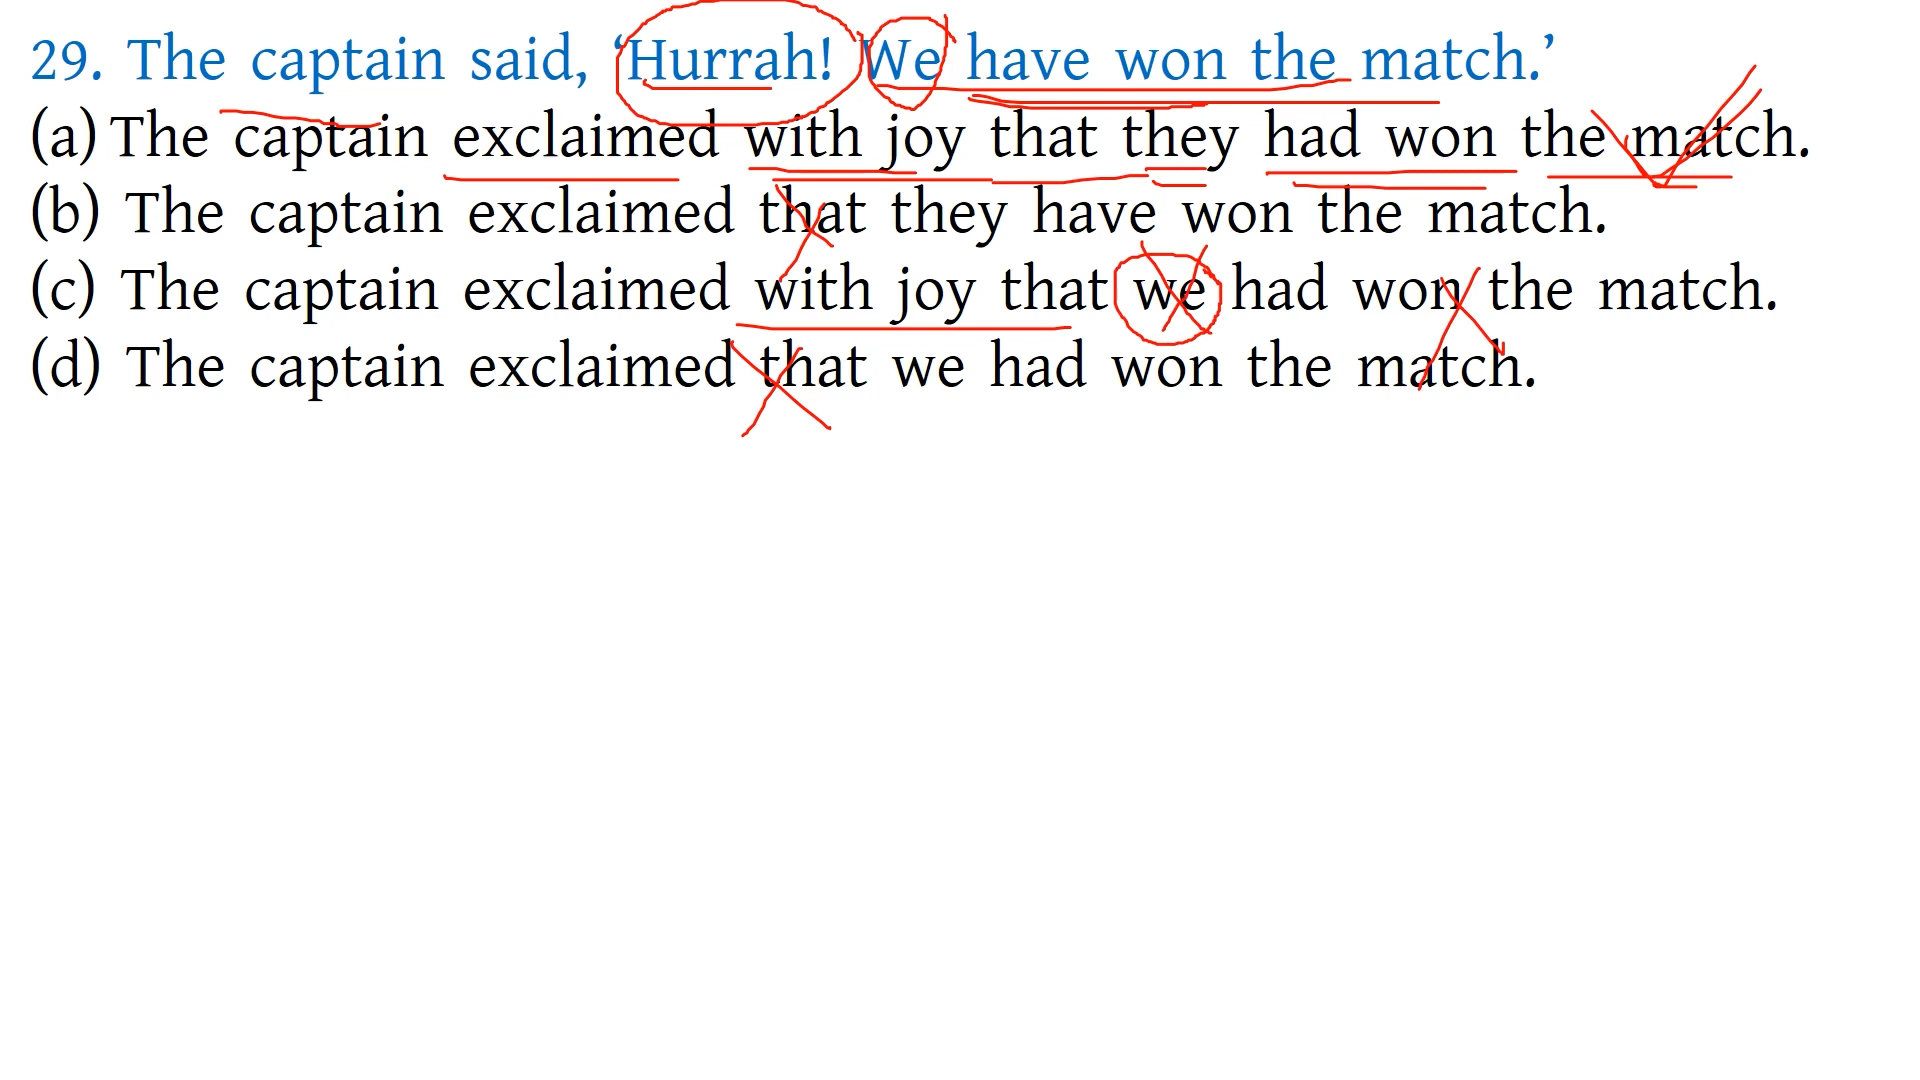 29. The captain said, ‘Hurrah! We have won the match.’
(a) The captain exclaimed with joy that they had won the match.
(b) The captain exclaimed that they have won the match.
(c) The captain exclaimed with joy that we had won the match.
(d) The captain exclaimed that we had won the match.